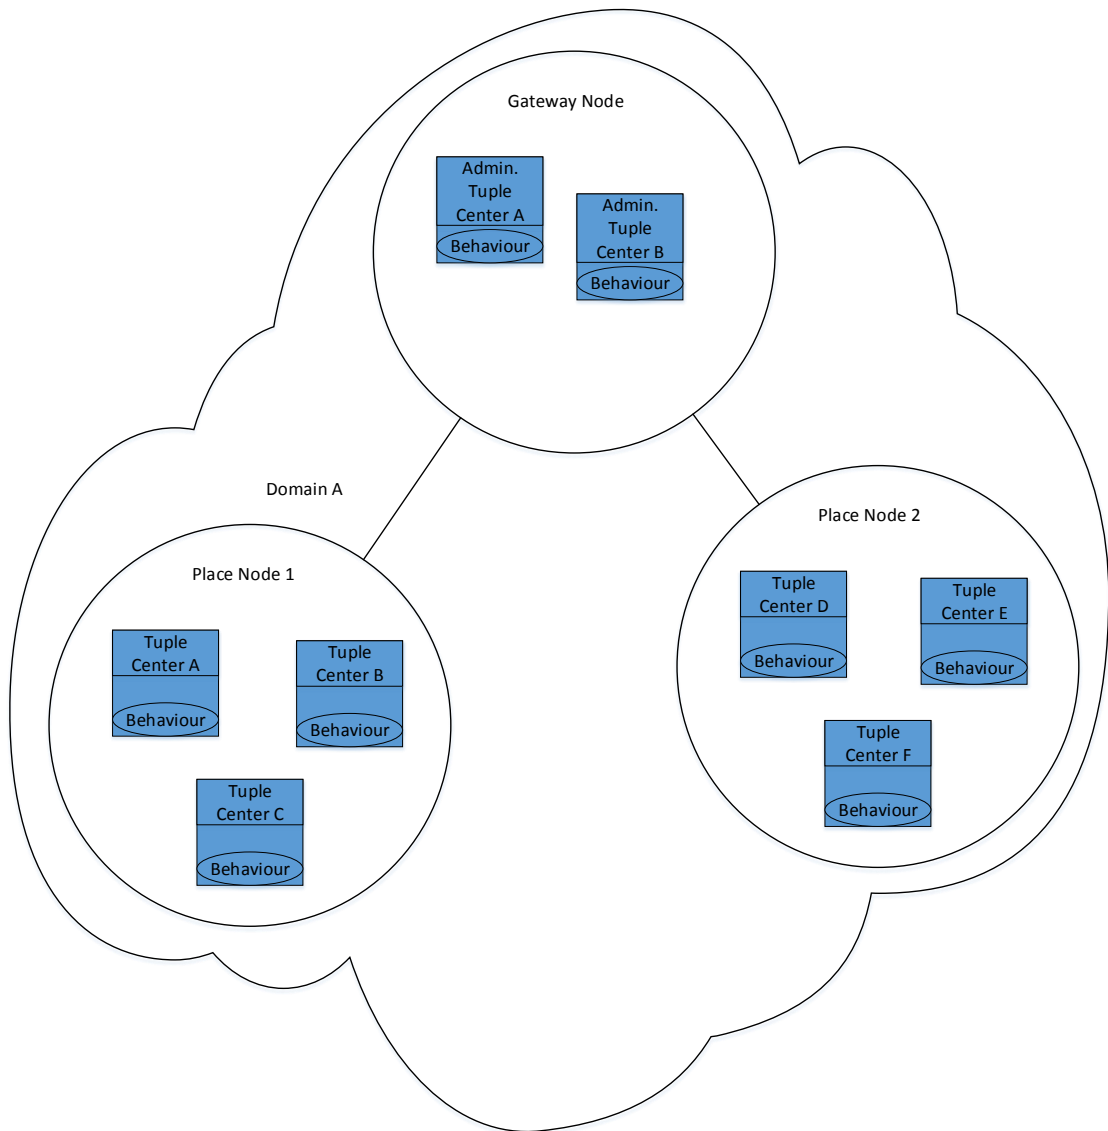 Gateway Node
Admin.
Tuple
Center A
Behaviour
Admin.
Tuple
Center B
Behaviour
Domain A
Place Node 1
Tuple
Center A
Behaviour
Tuple
Center B
Behaviour
Tuple
Center C
Behaviour
Place Node 2
Tuple
Center D
Behaviour
Tuple
Center E
Behaviour
Tuple
Center F
Behaviour